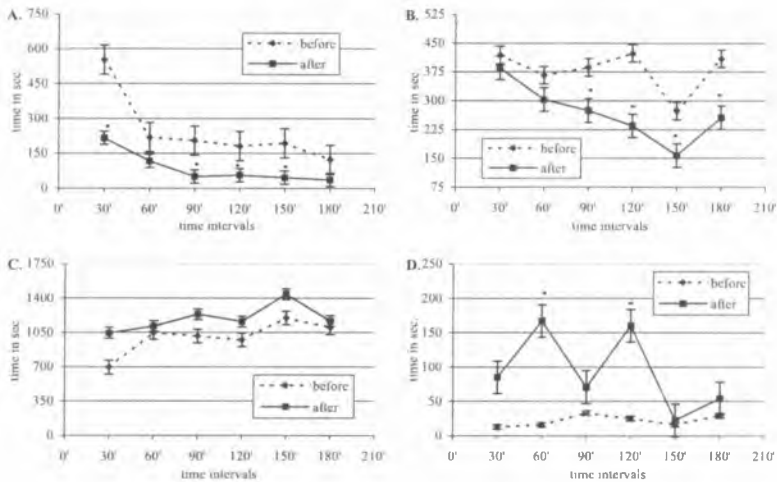 A.
750
600
450
300
150
0
time in sec.
before
after
0' 30' 60' 90' 120' 150' 180' 210'
time intervals
B.
525
450
375
300
225
150
75
time in sec.
before
after
0' 30' 60' 90' 120' 150' 180' 210'
time intervals
C.
1750
1400
1050
700
350
0
time in sec.
before
after
0' 30' 60' 90' 120' 150' 180' 210'
time intervals
D.
250
200
150
100
50
0
time in sec.
before
after
0' 30' 60' 90' 120' 150' 180' 210'
time intervals